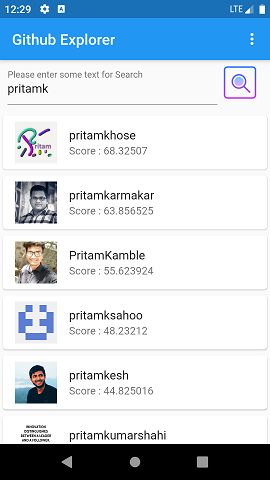 12:29
LTE
Github Explorer
Please enter some text for Search
pritamk
Pritam
pritamkhose
Score : 68.32507
pritamkarmakar
Score : 63.856525
PritamKamble
Score : 55.623924
pritamksahoo
Score : 48.23212
pritamkesh
Score : 44.825016
INNOVATION
DISTINGUISHES
BETWEEN A LEADER
AND A FOLLOWER.
pritamkumarshahi